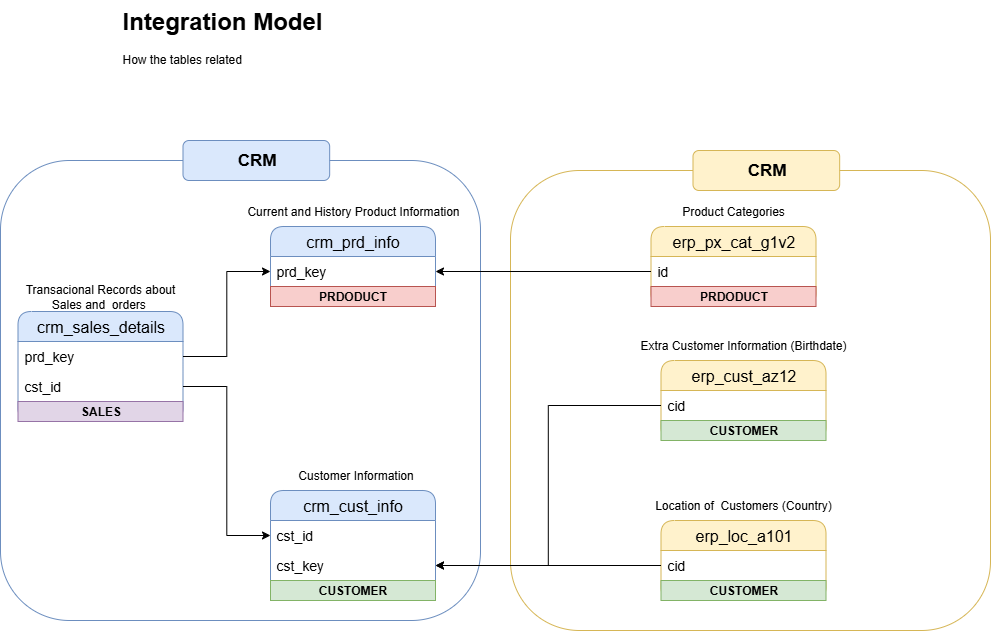 Integration Model
How the tables related
CRM
Current and History Product Information
crm_prd_info
prd_key
PRDODUCT
Transacional Records about
Sales and orders
crm_sales_details
prd_key
cst_id
SALES
Customer Information
crm_cust_info
cst_id
cst_key
CUSTOMER
CRM
Product Categories
erp_px_cat_g1v2
id
PRDODUCT
Extra Customer Information (Birthdate)
erp_cust_az12
cid
CUSTOMER
Location of Customers (Country)
erp_loc_a101
cid
CUSTOMER